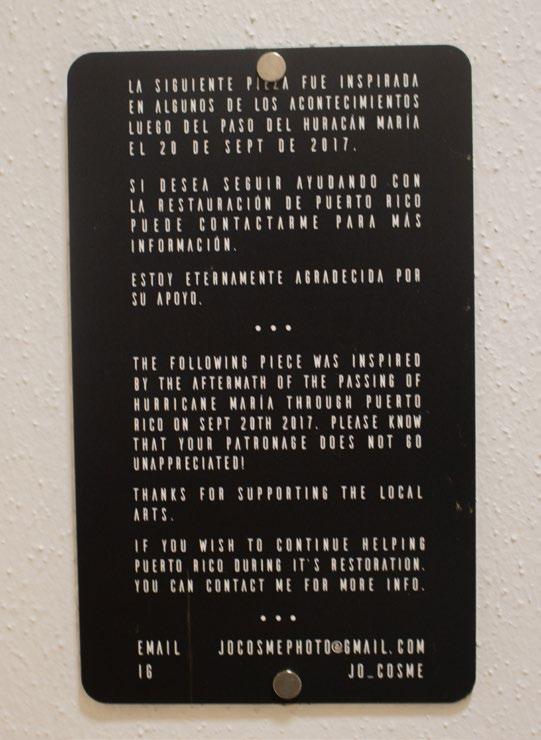 LA SIGUIENTE PIEZA FUE INSPIRADA
EN ALGUNOS DE LOS ACONTECIMIENTOS
LUEGO DEL PASO DEL HURACÁN MARÍA
EL 20 DE SEPT DE 2017.
SI DESEA SEGUIR AYUDANDO CON
LA RESTAURACIÓN DE PUERTO RICO
PUEDE CONTACTARME PARA MÁS
INFORMACIÓN.
ESTOY ETERNAMENTE AGRADECIDA POR
SU APOYO.
...
THE FOLLOWING PIECE WAS INSPIRED
BY THE AFTERMATH OF THE PASSING OF
HURRICANE MARÍA THROUGH PUERTO
RICO ON SEPT 20TH 2017. PLEASE KNOW
THAT YOUR PATRONAGE DOES NOT GO
UNAPPRECIATED!
THANKS FOR SUPPORTING THE LOCAL
ARTS.
IF YOU WISH TO CONTINUE HELPING
PUERTO RICO DURING IT'S RESTORATION.
YOU CAN CONTACT ME FOR MORE INFO.
...
EMAIL JOCOSMEPHOTO@GMAIL.COM
IG JO_COSME